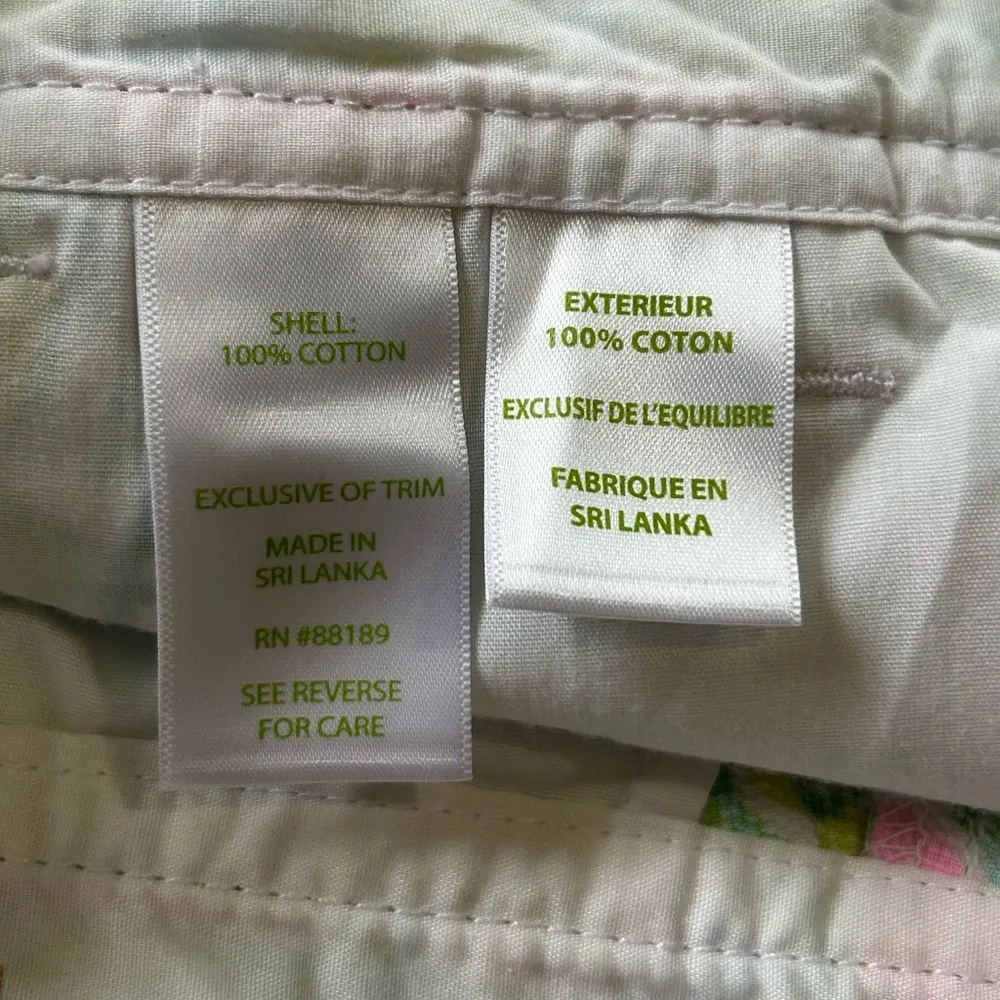 SHELL:
100% COTTON
EXCLUSIVE OF TRIM
MADE IN
SRI LANKA
RN #88189
SEE REVERSE
FOR CARE
EXTERIEUR
100% COTON
EXCLUSIF DE L'EQUILIBRE
FABRIQUE EN
SRI LANKA